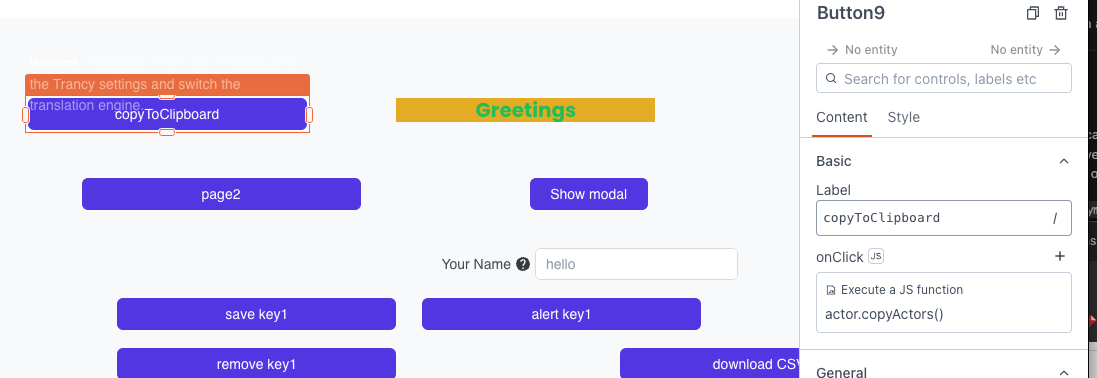 Button9
No entity
No entity
Search for controls, labels etc
Content
Style
Basic
Label
copyToClipboard
/
onClick
JS
+
Execute a JS function
actor.copyActors()
General
the Trancy settings and switch the
translation engine.
copyToClipboard
Greetings
page2
Show modal
Your Name ?
hello
save key1
alert key1
remove key1
download CSV